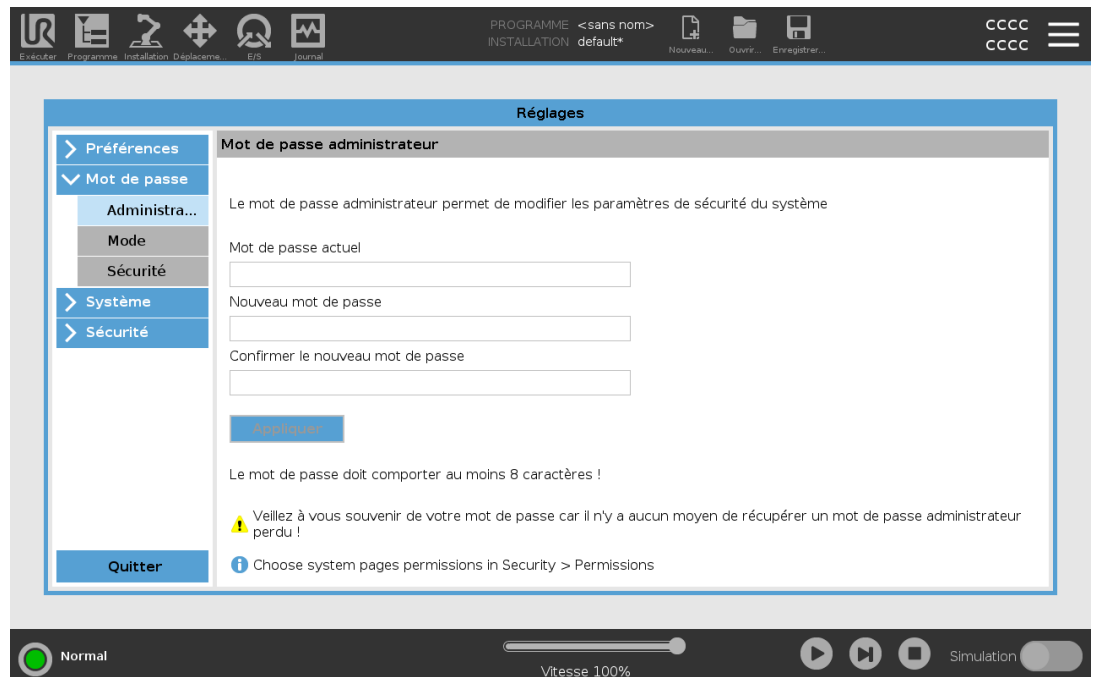 PROGRAMME <sans nom>
INSTALLATION default*
CCCC
CCCC
Exécuter Programme Installation Déplaceme... E/S Journal Nouveau... Ouvrir... Enregistrer...
Réglages
Préférences
Mot de passe
Administra...
Mode
Sécurité
Système
Sécurité
Quitter
Mot de passe administrateur
Le mot de passe administrateur permet de modifier les paramètres de sécurité du système
Mot de passe actuel
Nouveau mot de passe
Confirmer le nouveau mot de passe
Appliquer
Le mot de passe doit comporter au moins 8 caractères !
Veillez à vous souvenir de votre mot de passe car il n'y a aucun moyen de récupérer un mot de passe administrateur
perdu !
Choose system pages permissions in Security > Permissions
Normal
Vitesse 100%
Simulation